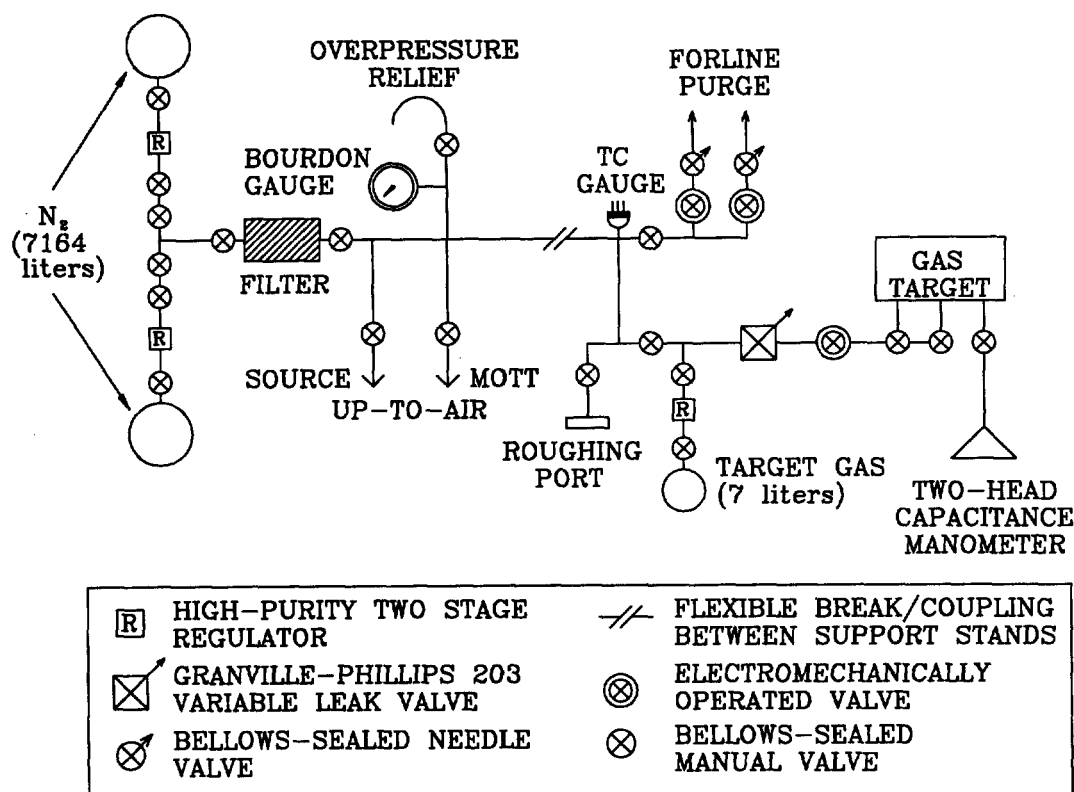 OVERPRESSURE
RELIEF
FORLINE
PURGE
R
BOURDON
GAUGE
TC
GAUGE
N₂
(7164
liters)
FILTER
GAS
TARGET
R
SOURCE
MOTT
UP-TO-AIR
R
ROUGHING
PORT
TARGET GAS
(7 liters)
TWO-HEAD
CAPACITANCE
MANOMETER
R HIGH-PURITY TWO STAGE
REGULATOR
GRANVILLE-PHILLIPS 203
VARIABLE LEAK VALVE
BELLOWS-SEALED NEEDLE
VALVE
FLEXIBLE BREAK/COUPLING
BETWEEN SUPPORT STANDS
ELECTROMECHANICALLY
OPERATED VALVE
BELLOWS-SEALED
MANUAL VALVE